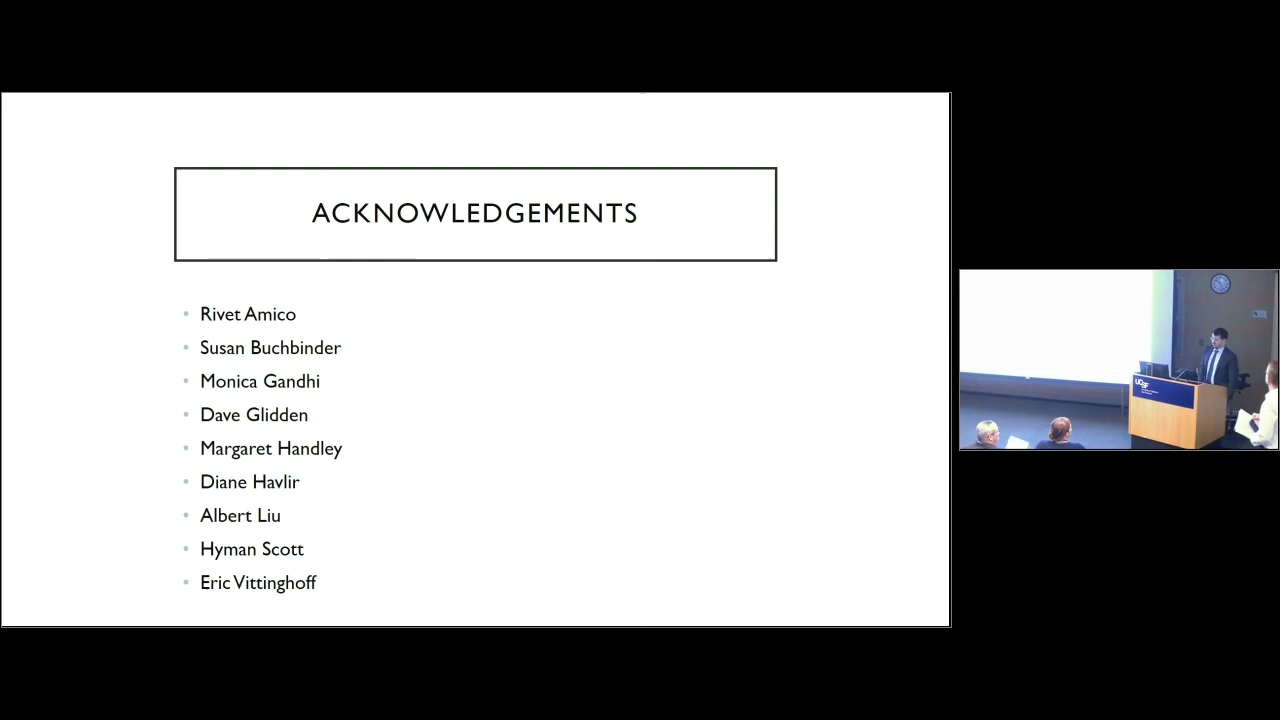 ACKNOWLEDGEMENTS
Rivet Amico
Susan Buchbinder
Monica Gandhi
Dave Glidden
Margaret Handley
Diane Havlir
Albert Liu
Hyman Scott
Eric Vittinghoff
UCSF